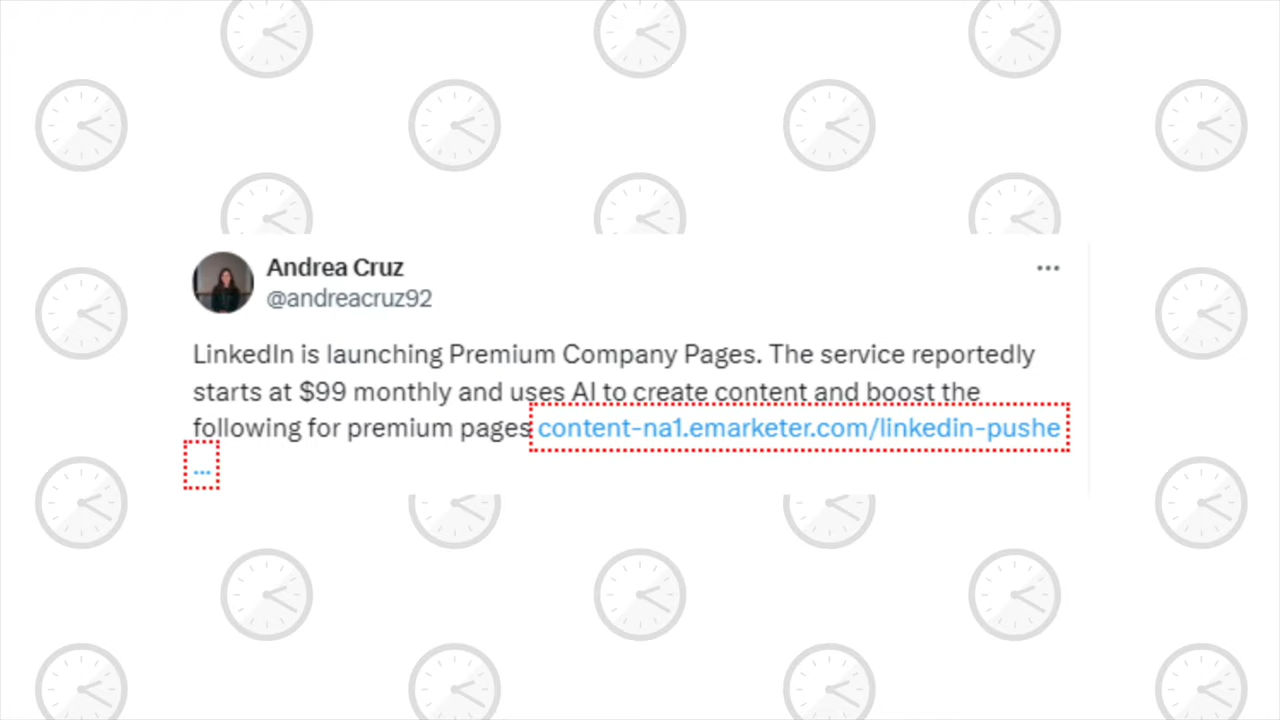 Andrea Cruz
@andreacruz92
LinkedIn is launching Premium Company Pages. The service reportedly
starts at $99 monthly and uses AI to create content and boost the
following for premium pages content-na1.emarketer.com/linkedin-pushe
...